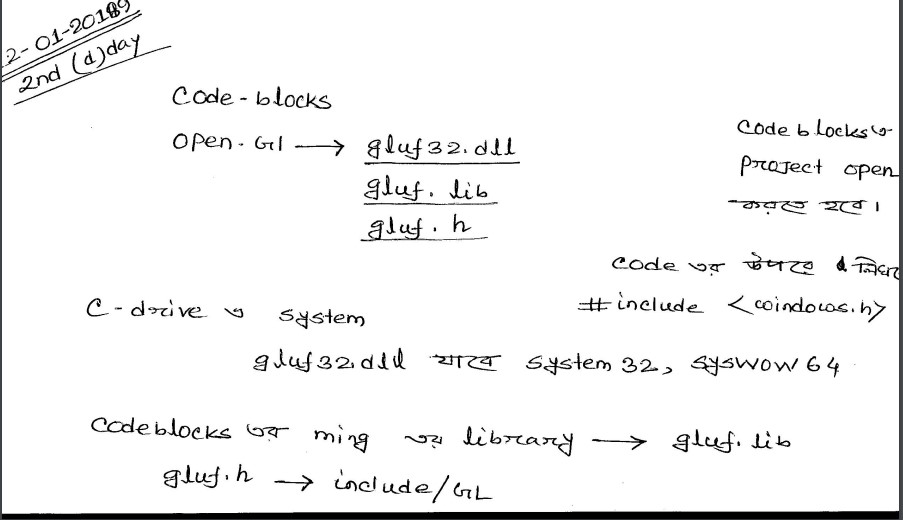 2-01-2019
2nd (d) day
Code-blocks
Open-Gl → gluf32.dll
gluf.lib
gluf.h
Code blocks এ
Project open
করতে হবে।
Code এর উপরে
#include <windows.h>
C-drive এ system
gluf32.dll যাবে system 32, syswow 64
Codeblocks এর ming এর library → gluf.lib
gluf.h → include/GL